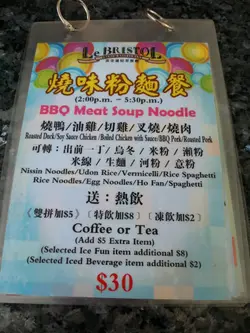 Le BRISTOL
燒味粉麵餐
(2:00p.m. – 5:30p.m.)
BBQ Meat Soup Noodle
燒鴨/油雞/切雞/叉燒/燒肉
Roasted Duck/Soy Sauce Chicken/Boiled Chicken with Sauce/BBQ Pork/Roasted Pork
可轉：出前一丁/烏冬/米粉/瀨粉
米線/生麵/河粉/意粉
Nissin Noodles/Udon Rice/Vermicelli/Rice Spaghetti
Rice Noodles/Egg Noodles/Ho Fan/Spaghetti
送：熱飲
(雙拼加$5) (特飲加$8) (凍飲加$2)
Coffee or Tea
(Add $5 Extra Item)
(Selected Ice Fun item additional $8)
(Selected Iced Beverage item additional $2)
$30